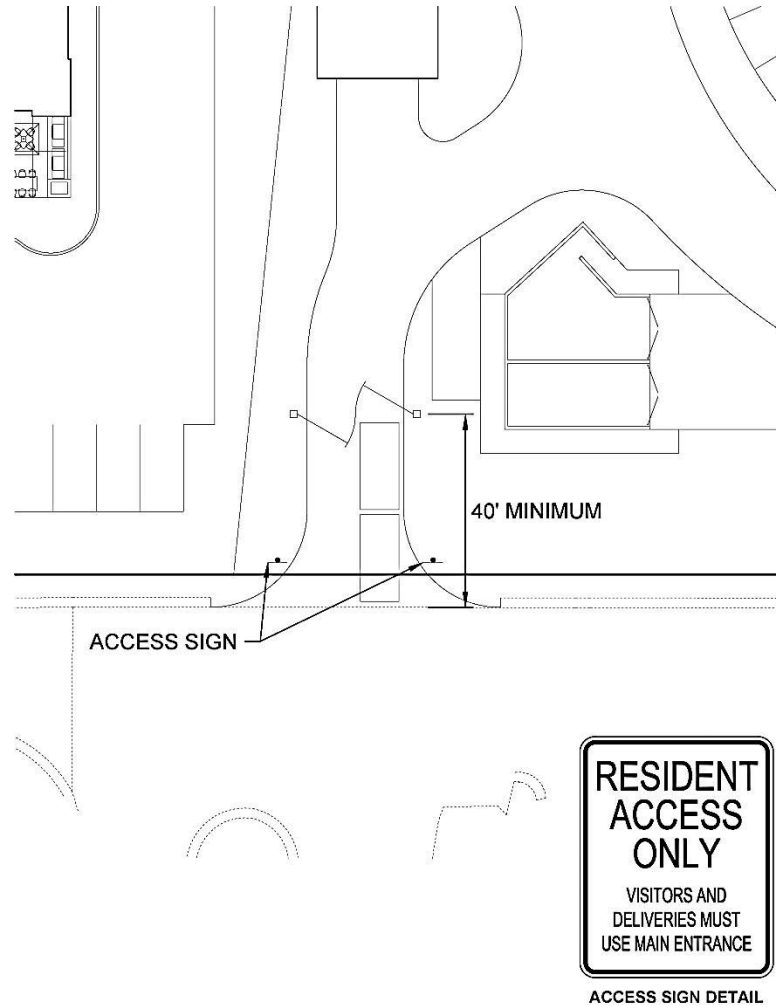 40' MINIMUM
ACCESS SIGN
RESIDENT
ACCESS
ONLY
VISITORS AND
DELIVERIES MUST
USE MAIN ENTRANCE
ACCESS SIGN DETAIL